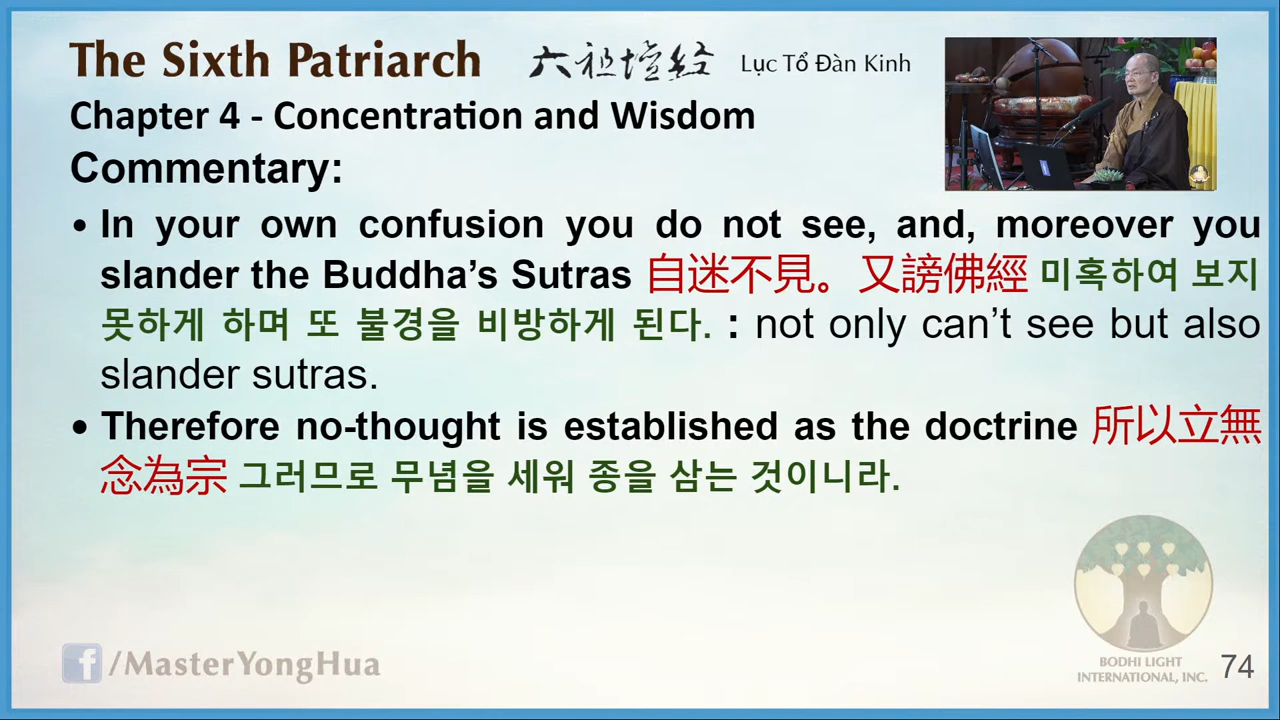 The Sixth Patriarch 六祖壇經 Lục Tổ Đàn Kinh
Chapter 4 - Concentration and Wisdom
Commentary:
• In your own confusion you do not see, and, moreover you
slander the Buddha’s Sutras 自迷不見。又謗佛經 미혹하여 보지
못하게 하며 또 불경을 비방하게 된다. : not only can’t see but also
slander sutras.
• Therefore no-thought is established as the doctrine 所以立無
念為宗 그러므로 무념을 세워 종을 삼는 것이니라.
f /MasterYongHua
BODHI LIGHT
INTERNATIONAL, INC.
74